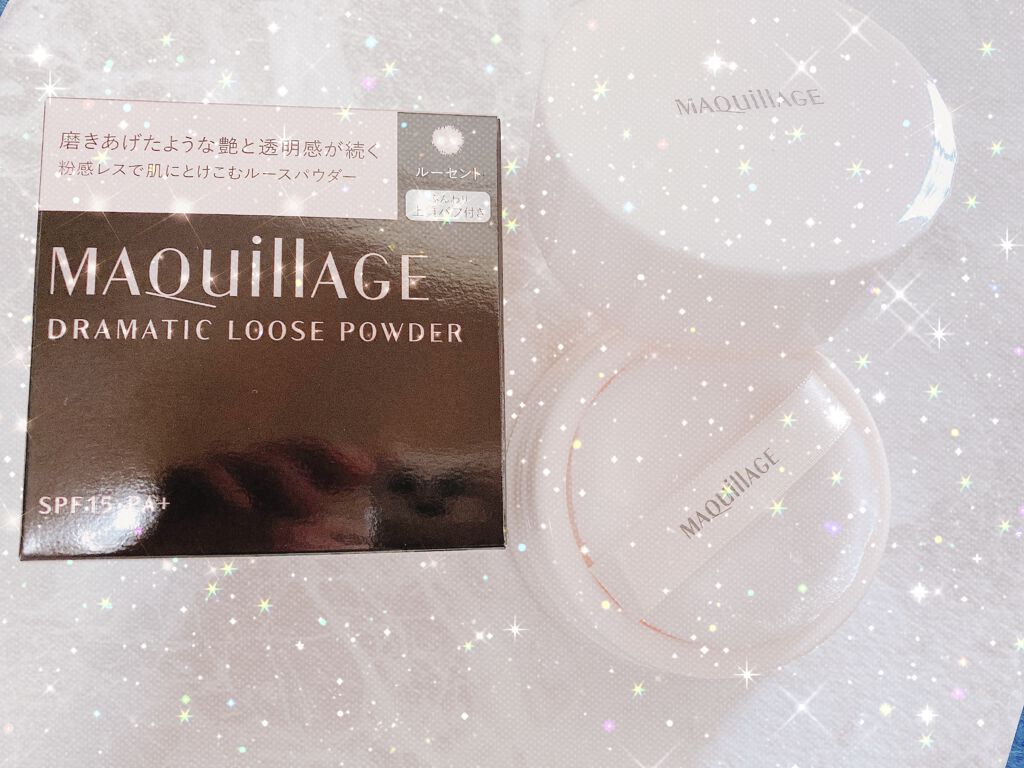 磨きあげたような艶と透明感が続く
粉感レスで肌にとけこむルースパウダー
ルーセント
ふんわり
上質パフ付き
MAQuillAGE
DRAMATIC LOOSE POWDER
SPF15・PA+
MAQuillAGE
MAQuillAGE